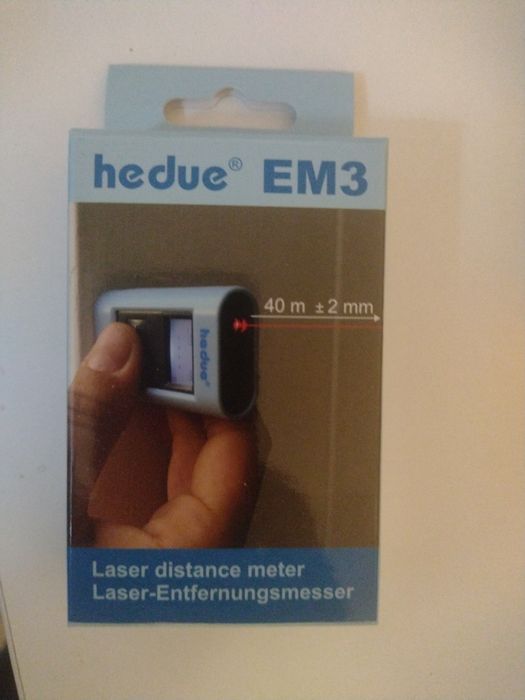 hedue® EM3
40 m ±2 mm
hedue®
Laser distance meter
Laser-Entfernungsmesser